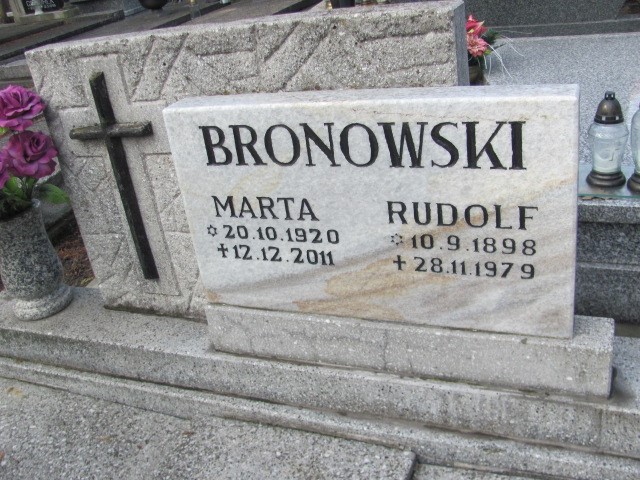 BRONOWSKI
MARTA
✡20.10.1920
✝12.12.2011
RUDOLF
✡10.9.1898
✝28.11.1979